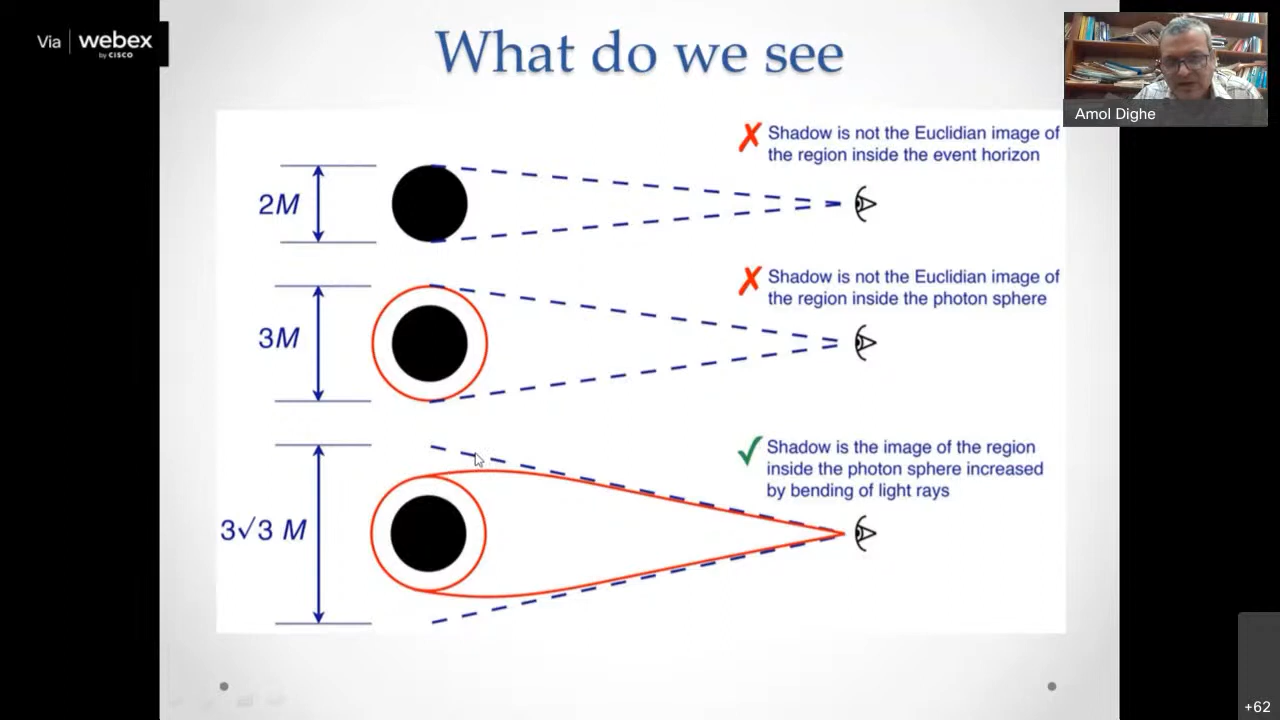 Via webex
by CISCO
What do we see
Amol Dighe
✗ Shadow is not the Euclidian image of
the region inside the event horizon
2M
✗ Shadow is not the Euclidian image of
the region inside the photon sphere
3M
✓ Shadow is the image of the region
inside the photon sphere increased
by bending of light rays
3√3 M
+62